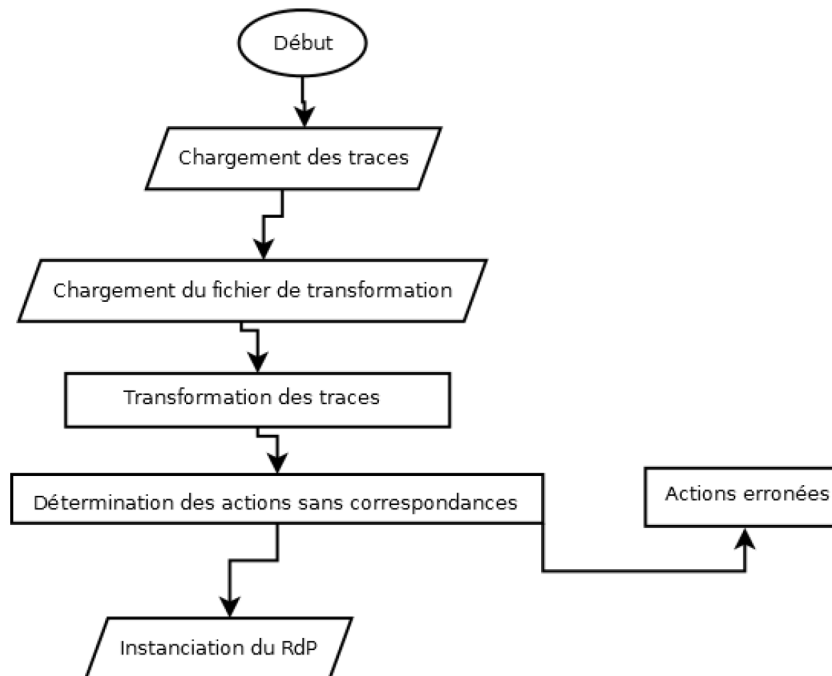 Début
Chargement des traces
Chargement du fichier de transformation
Transformation des traces
Détermination des actions sans correspondances
Actions erronées
Instanciation du RdP